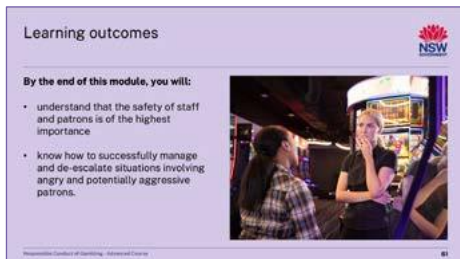 Learning outcomes
NSW
GOVERNMENT
By the end of this module, you will:
• understand that the safety of staff
and patrons is of the highest
importance
• know how to successfully manage
and de-escalate situations involving
angry and potentially aggressive
patrons.
Responsible Conduct of Gambling - Advanced Course
61